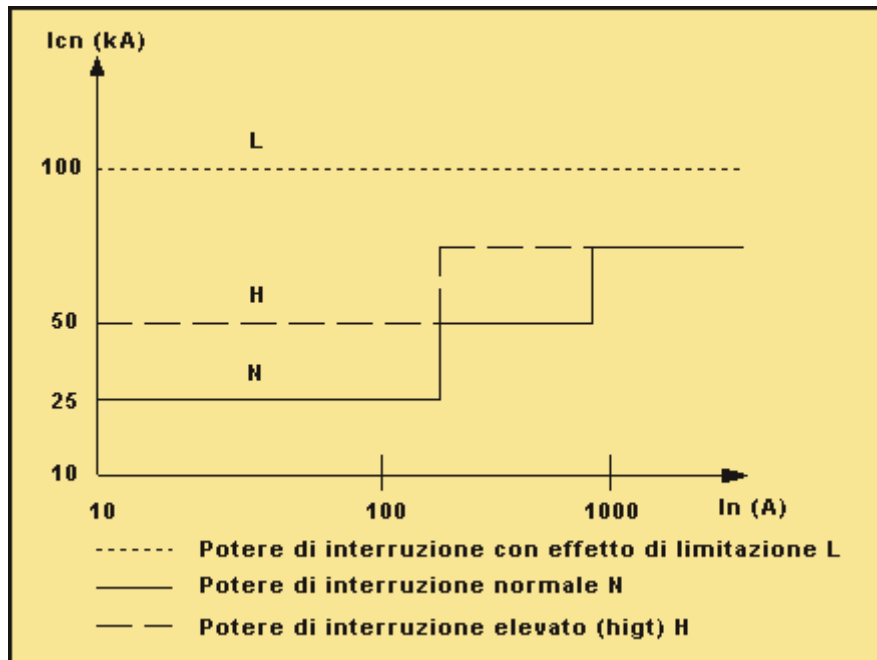 Icn (kA)
L
100
H
50
N
25
10
10 100 1000 In (A)
Potere di interruzione con effetto di limitazione L
Potere di interruzione normale N
Potere di interruzione elevato (higt) H